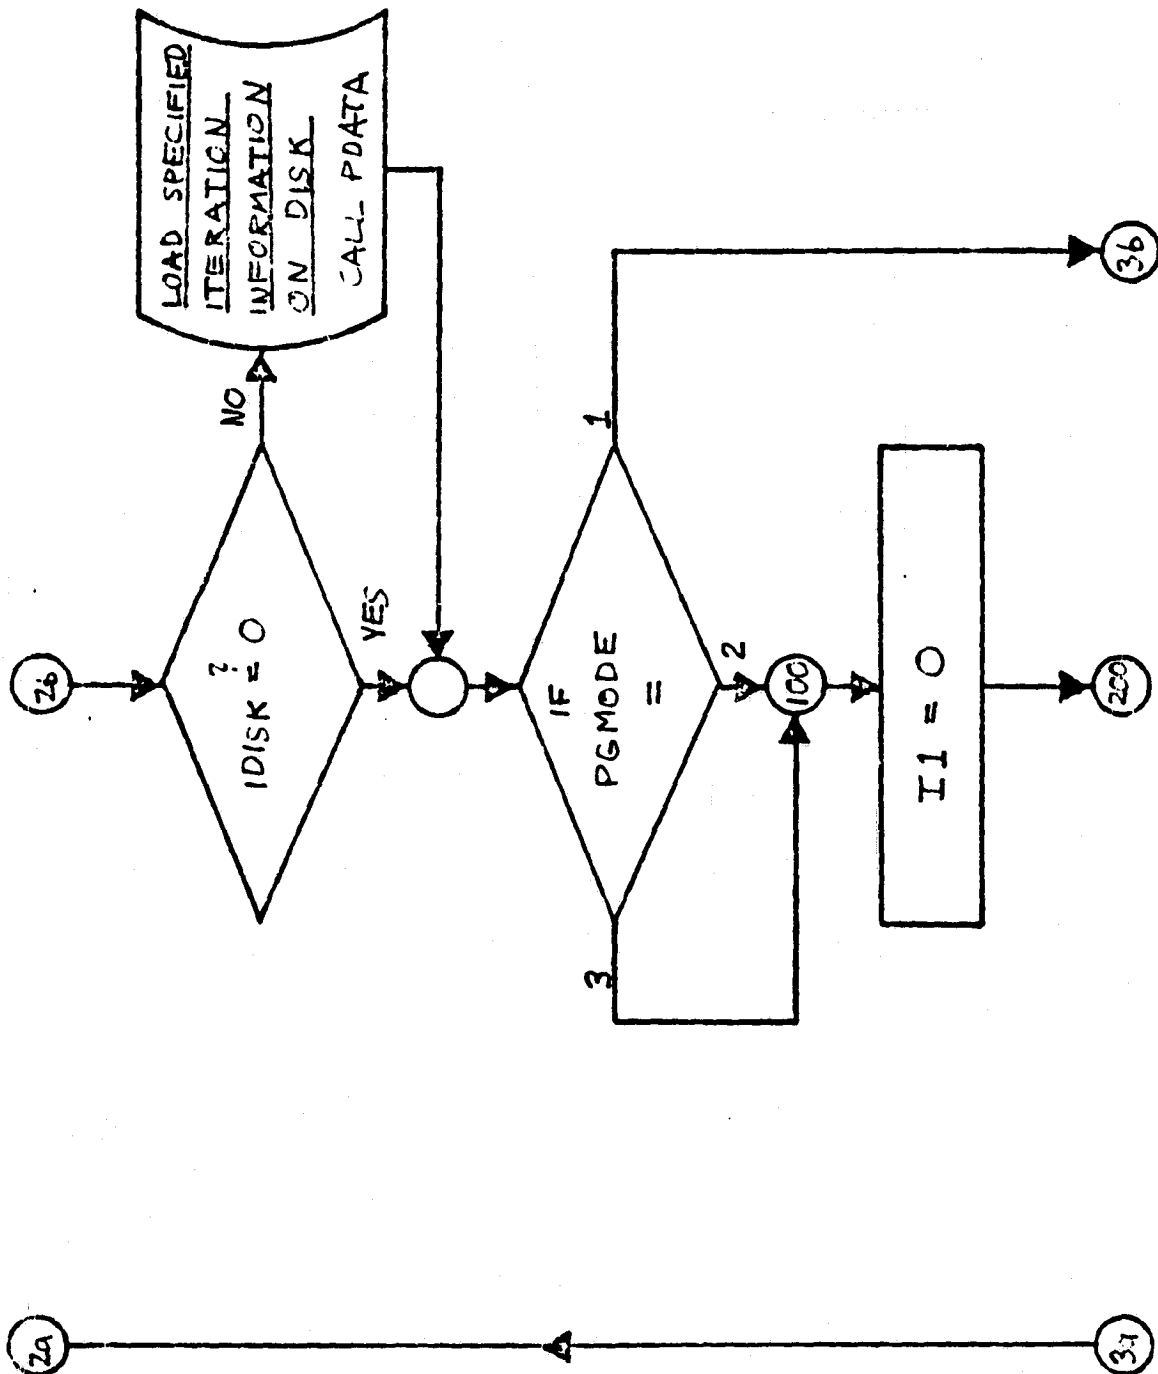 2b
IDISK ?= 0
NO
LOAD SPECIFIED
ITERATION
INFORMATION
ON DISK
CALL PDATA
YES
IF
PGMODE
=
1
2
3
100
I1 = 0
200
3b
2a
3a